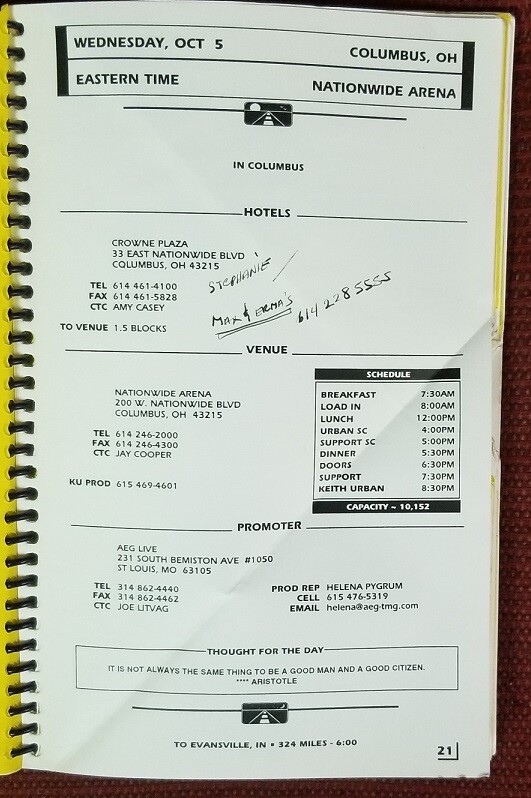 WEDNESDAY, OCT 5 COLUMBUS, OH
EASTERN TIME NATIONWIDE ARENA
IN COLUMBUS
HOTELS
CROWNE PLAZA
33 EAST NATIONWIDE BLVD
COLUMBUS, OH 43215
TEL 614 461-4100
FAX 614 461-5828
CTC AMY CASEY
TO VENUE 1.5 BLOCKS
STEPHANIE /
MAX & ERMA'S 614 228 5555
VENUE
NATIONWIDE ARENA
200 W. NATIONWIDE BLVD
COLUMBUS, OH 43215
TEL 614 246-2000
FAX 614 246-4300
CTC JAY COOPER
KU PROD 615 469-4601
SCHEDULE
BREAKFAST 7:30AM
LOAD IN 8:00AM
LUNCH 12:00PM
URBAN SC 4:00PM
SUPPORT SC 5:00PM
DINNER 5:30PM
DOORS 6:30PM
SUPPORT 7:30PM
KEITH URBAN 8:30PM
CAPACITY ~ 10,152
PROMOTER
AEG LIVE
231 SOUTH BEMISTON AVE #1050
ST LOUIS, MO 63105
TEL 314 862-4440
FAX 314 862-4462
CTC JOE LITVAG
PROD REP HELENA PYGRUM
CELL 615 476-5319
EMAIL helena@aeg-tmg.com
THOUGHT FOR THE DAY
IT IS NOT ALWAYS THE SAME THING TO BE A GOOD MAN AND A GOOD CITIZEN.
**** ARISTOTLE
TO EVANSVILLE, IN ▪ 324 MILES - 6:00
21